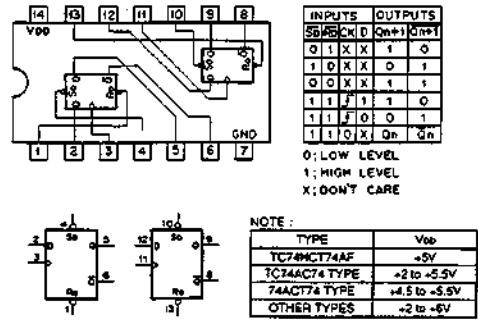 14 13 12 11 10 9 8
VDD
GND
1 2 3 4 5 6 7
INPUTS OUTPUTS
SD RD CK D Qn+1 Qn+1
0 1 X X 1 0
1 0 X X 0 1
0 0 X X 1 1
1 1 ʃ 1 1 0
1 1 ʃ 0 0 1
1 1 0 X Qn Qn
0; LOW LEVEL
1; HIGH LEVEL
X; DON'T CARE
4 10
2 SD 5 12 SD 9
3 6 11 8
RD RD
1 13
NOTE :
TYPE VDD
TC74HCT74AF +5V
TC74AC74 TYPE +2 to +5.5V
74ACT74 TYPE +4.5 to +5.5V
OTHER TYPES +2 to +6V